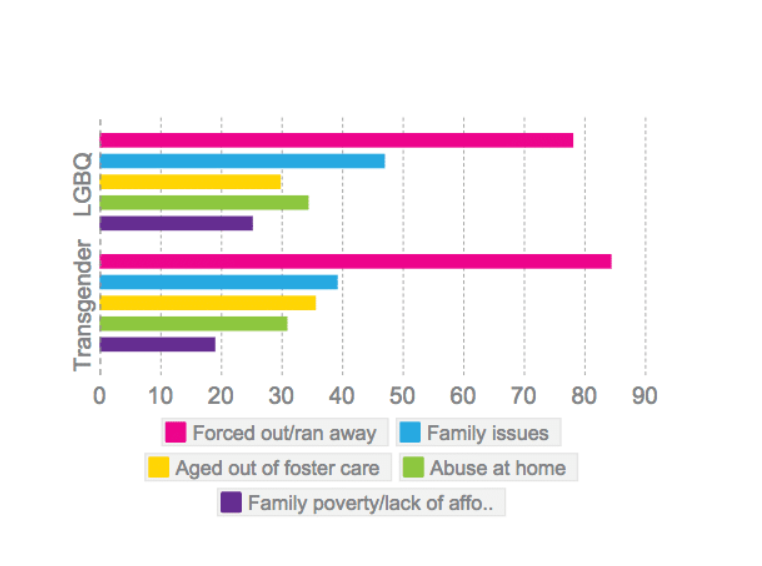 LGBQ
Transgender
0 10 20 30 40 50 60 70 80 90
Forced out/ran away Family issues
Aged out of foster care Abuse at home
Family poverty/lack of affo..